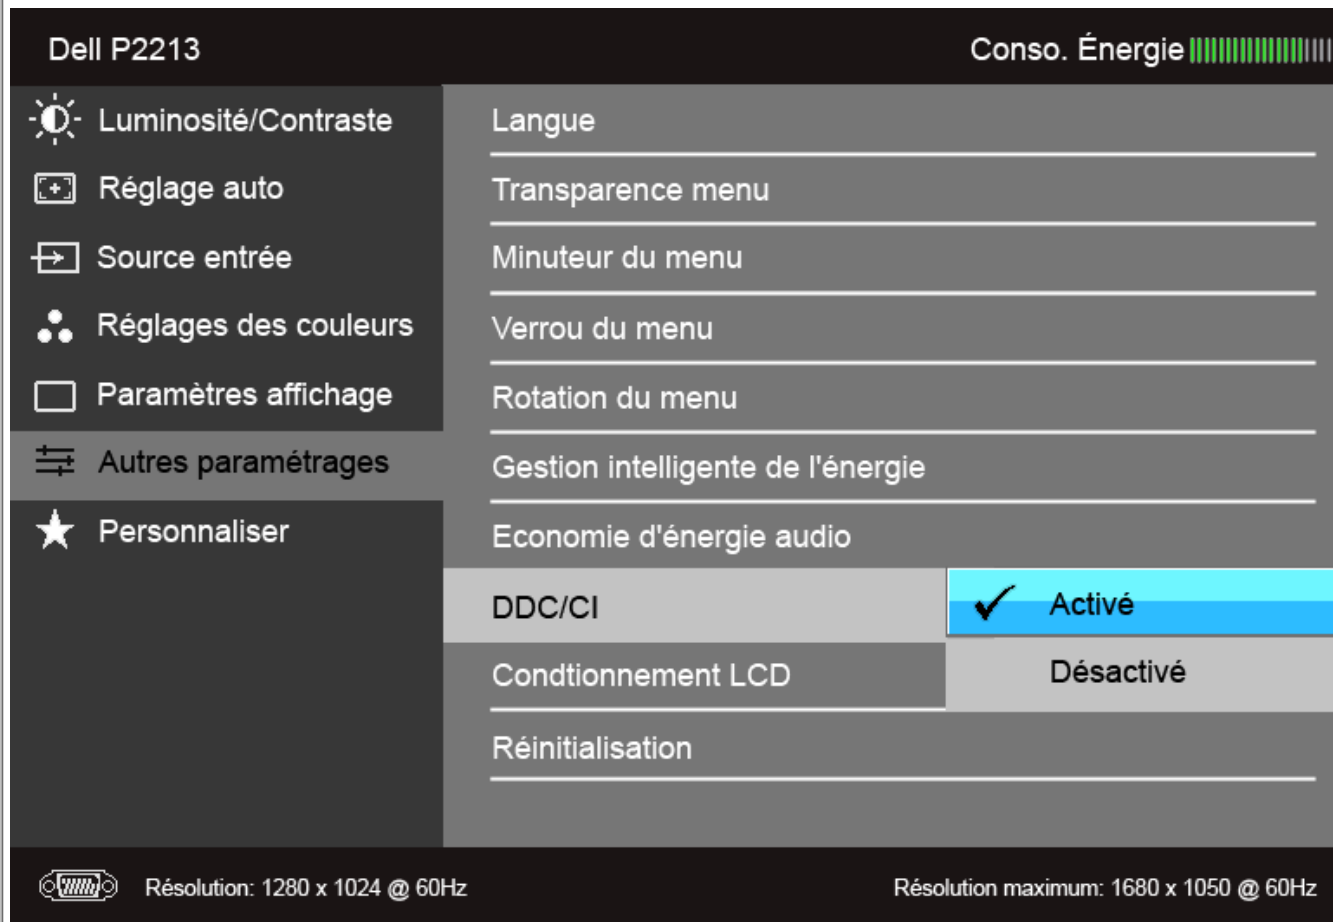 Dell P2213
Conso. Énergie
Luminosité/Contraste
Réglage auto
Source entrée
Réglages des couleurs
Paramètres affichage
Autres paramétrages
Personnaliser
Langue
Transparence menu
Minuteur du menu
Verrou du menu
Rotation du menu
Gestion intelligente de l'énergie
Economie d'énergie audio
DDC/CI
Activé
Désactivé
Condtionnement LCD
Réinitialisation
Résolution: 1280 x 1024 @ 60Hz
Résolution maximum: 1680 x 1050 @ 60Hz